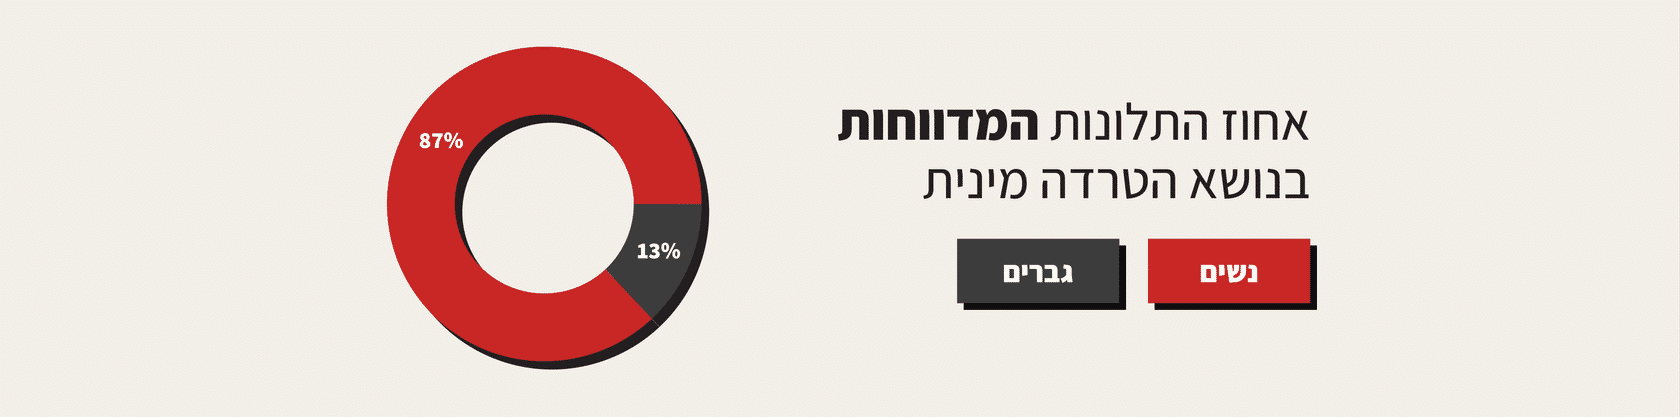 אחוז התלונות המדווחות
בנושא הטרדה מינית
נשים
גברים
87%
13%